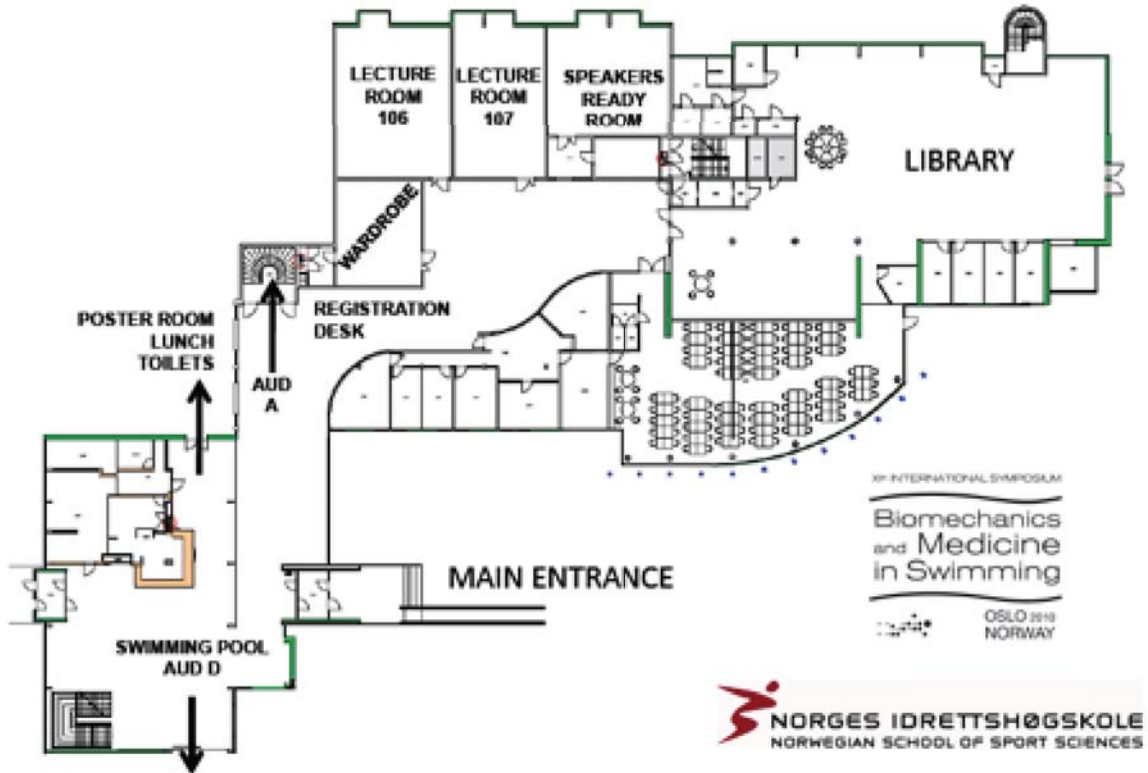 LECTURE
ROOM
106
LECTURE
ROOM
107
SPEAKERS
READY
ROOM
LIBRARY
WARDROBE
REGISTRATION
DESK
POSTER ROOM
LUNCH
TOILETS
AUD
A
MAIN ENTRANCE
SWIMMING POOL
AUD D
XIth INTERNATIONAL SYMPOSIUM
Biomechanics
and Medicine
in Swimming
OSLO 2010
NORWAY
NORGES IDRETTSHØGSKOLE
NORWEGIAN SCHOOL OF SPORT SCIENCES